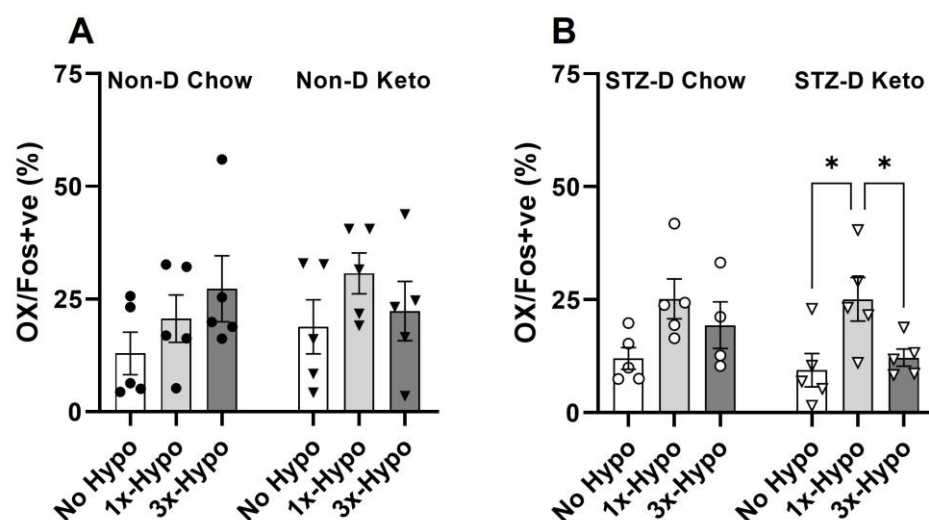 A
B
Non-D Chow
Non-D Keto
STZ-D Chow
STZ-D Keto
OX/Fos+ve (%)
75
50
25
0
No Hypo
1x-Hypo
3x-Hypo
No Hypo
1x-Hypo
3x-Hypo
OX/Fos+ve (%)
75
50
25
0
*
*
No Hypo
1x-Hypo
3x-Hypo
No Hypo
1x-Hypo
3x-Hypo